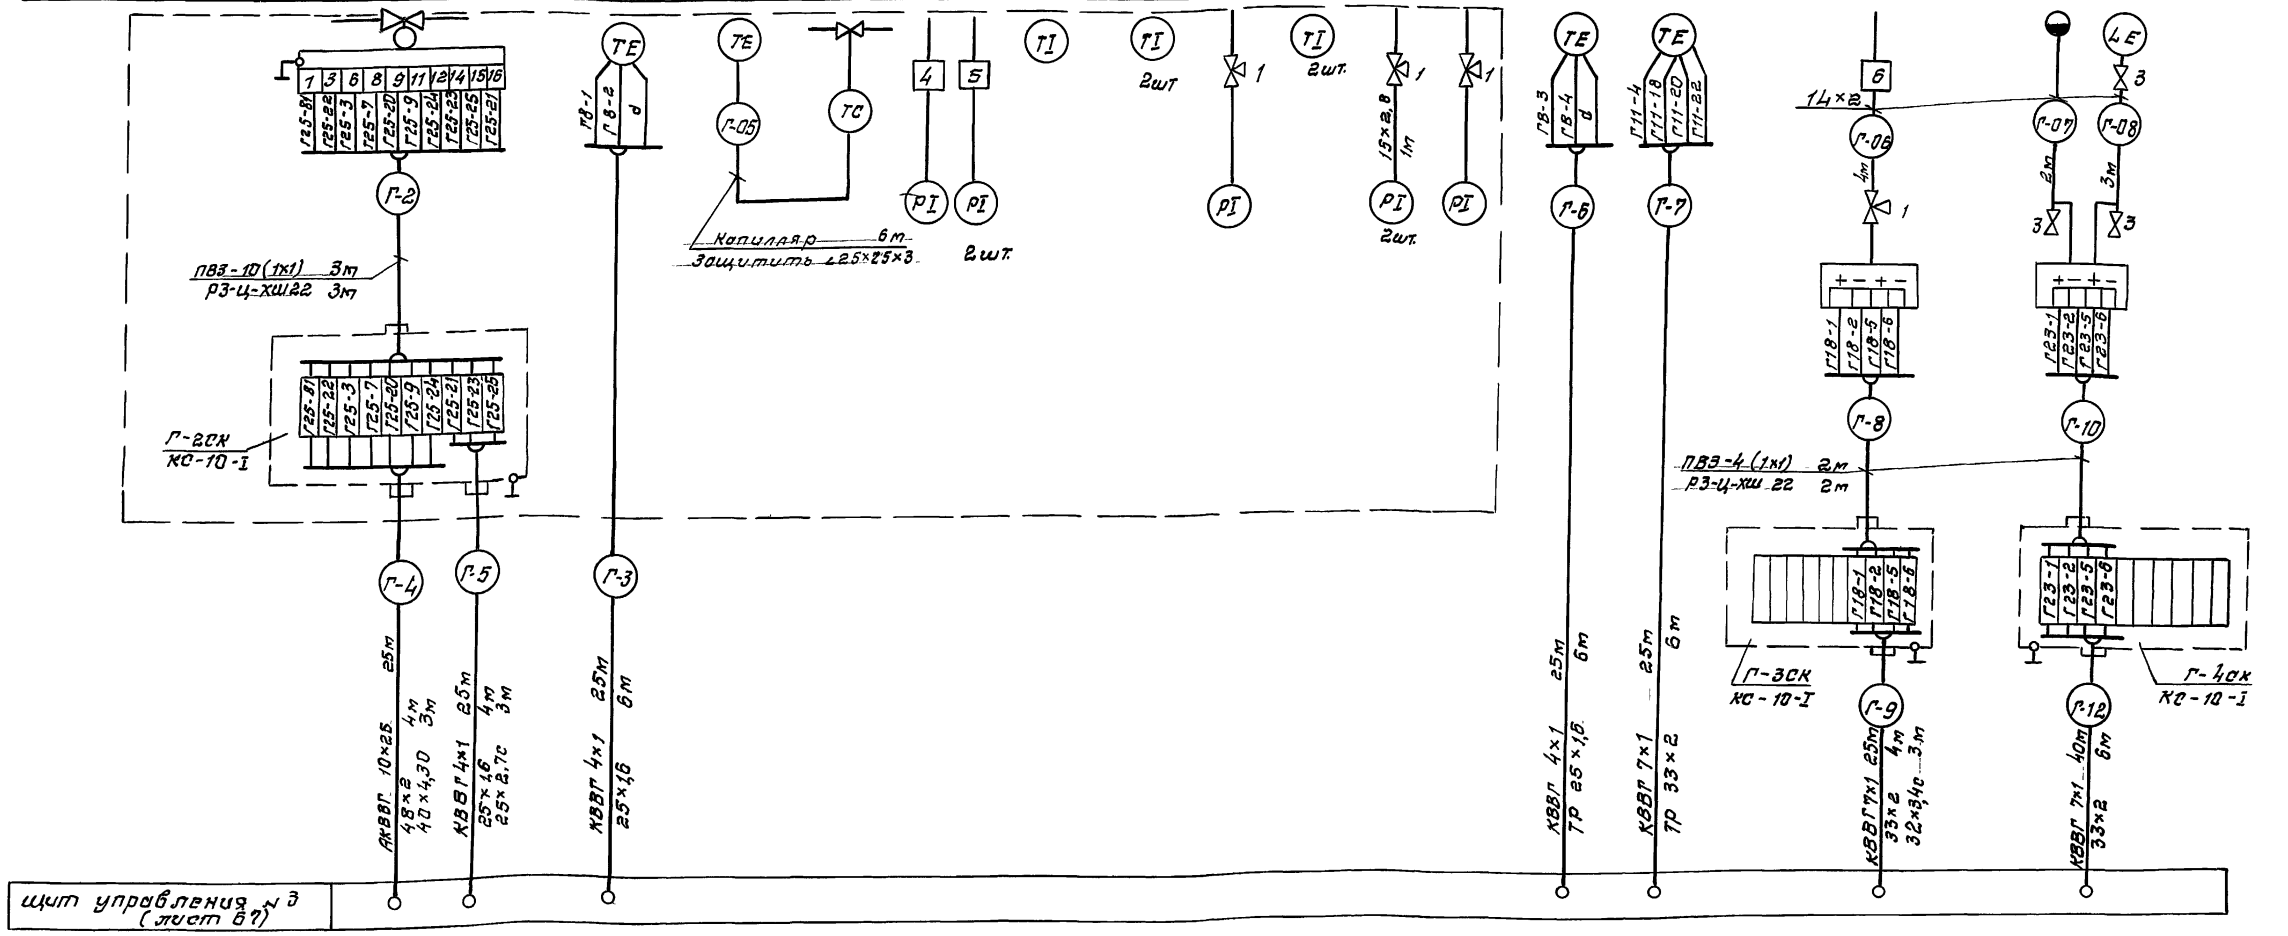 1 3 6 8 9 11 12 14 15 16
Г25-81
Г25-22
Г25-3
Г25-7
Г25-20
Г25-9
Г25-24
Г25-23
Г25-25
Г25-21
Г-2
ПВ3-10 (1х1) 3м
РЗ-Ц-ХШ 22 3м
Г25-81
Г25-22
Г25-3
Г25-7
Г25-20
Г25-9
Г25-24
Г25-21
Г25-23
Г25-25
Г-2СК
КС-10-I
Г-4
Г-5
АКВВГ 10×2,5 25м
48×2 4м
40×4,30 3м
КВВГ 4×1 25м
25×1,6 4м
25×2,7с 3м
TE
Г8-1
Г8-2
d
Г-3
КВВГ 4×1 25м
25×1,6 6м
TE
Г-05
TC
Капилляр 6м
Защитить ∟25×25×3
4
5
PI
PI
2шт.
TI
TI
2шт
1
PI
TI
2шт.
1
15×2,8
1м
PI
2шт.
1
PI
TE
Г8-3
Г8-4
d
Г-6
КВВГ 4×1 25м
ТР 25×1,6 6м
TE
Г11-4
Г11-18
Г11-20
Г11-22
Г-7
КВВГ 7×1 25м
ТР 33×2 6м
6
14×2
Г-06
4м
1
+ - + -
Г18-1
Г18-2
Г18-5
Г18-6
Г-8
ПВ3-4 (1х1) 2м
РЗ-Ц-ХШ 22 2м
Г18-1
Г18-2
Г18-5
Г18-6
Г-3СК
КС-10-I
Г-9
КВВГ 7×1 25м
33×2 4м
32×3,4с 3м
LE
3
Г-07
Г-08
2м
3м
3
3
+ - + -
Г23-1
Г23-2
Г23-5
Г23-6
Г-10
Г23-1
Г23-2
Г23-5
Г23-6
Г-4СК
КС-10-I
Г-12
КВВГ 7×1 40м
33×2 6м
щит управления №3
(лист 67)